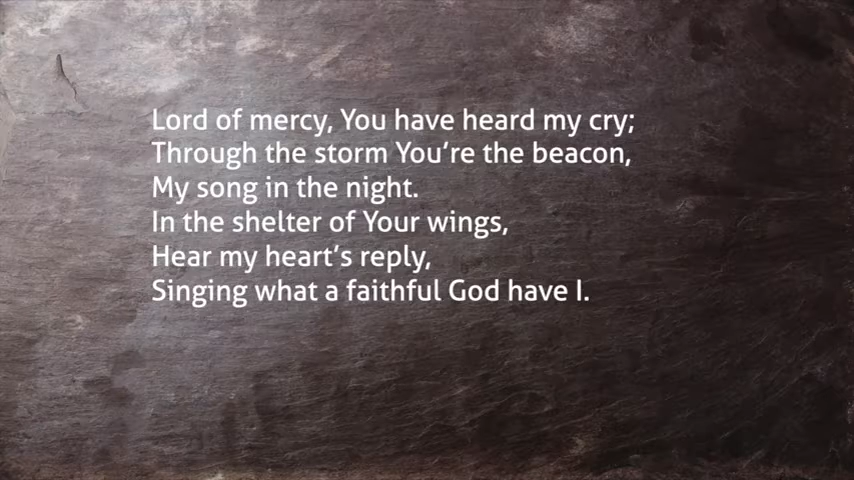 Lord of mercy, You have heard my cry;
Through the storm You're the beacon,
My song in the night.
In the shelter of Your wings,
Hear my heart's reply,
Singing what a faithful God have I.